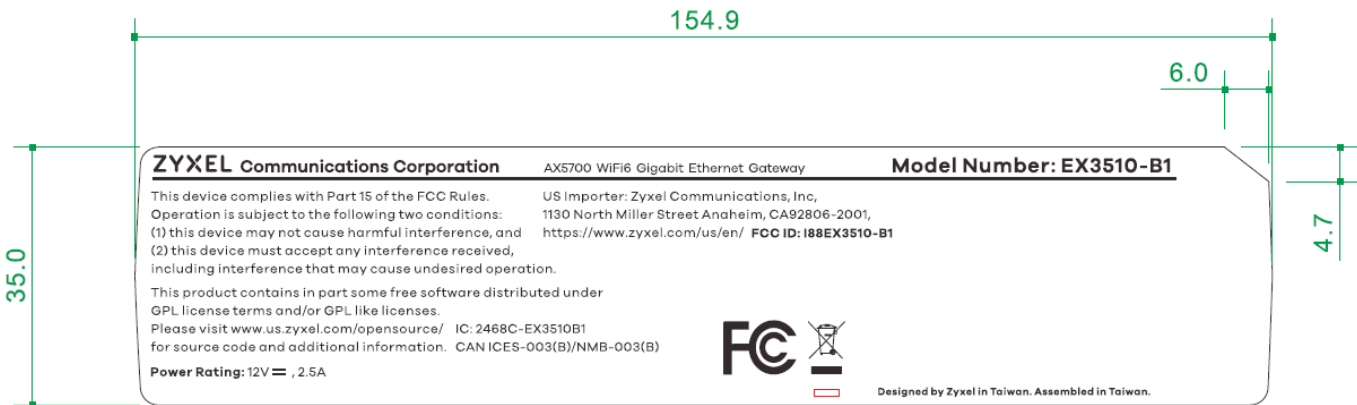 154.9
6.0
ZYXEL Communications Corporation AX5700 WiFi6 Gigabit Ethernet Gateway Model Number: EX3510-B1
This device complies with Part 15 of the FCC Rules.
Operation is subject to the following two conditions:
(1) this device may not cause harmful interference, and
(2) this device must accept any interference received,
including interference that may cause undesired operation.
US Importer: Zyxel Communications, Inc,
1130 North Miller Street Anaheim, CA92806-2001,
https://www.zyxel.com/us/en/ FCC ID: I88EX3510-B1
This product contains in part some free software distributed under
GPL license terms and/or GPL like licenses.
Please visit www.us.zyxel.com/opensource/ IC: 2468C-EX3510B1
for source code and additional information. CAN ICES-003(B)/NMB-003(B)
Power Rating: 12V ⎓ , 2.5A
FC
Designed by Zyxel in Taiwan. Assembled in Taiwan.
35.0
4.7